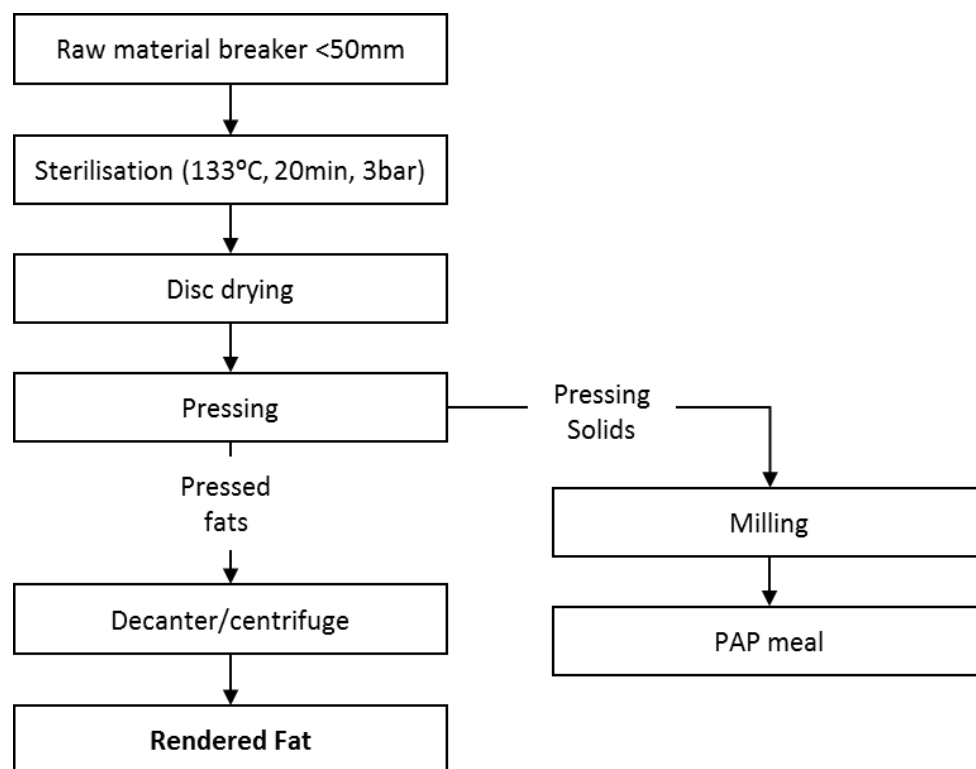 Raw material breaker <50mm
Sterilisation (133ºC, 20min, 3bar)
Disc drying
Pressing
Pressing
Solids
Pressed
fats
Milling
Decanter/centrifuge
PAP meal
Rendered Fat